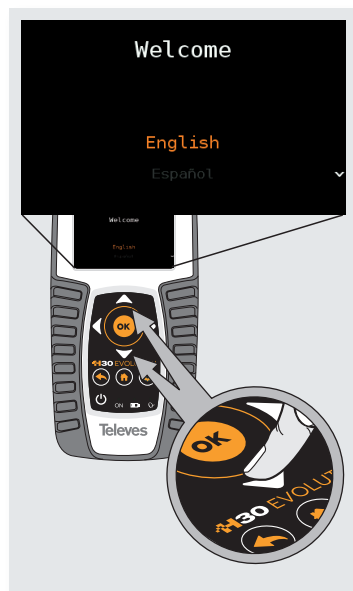 Welcome
English
Español
Welcome
English
OK
H30 EVOLUTION
ON
Televes
OK
H30 EVOLUT